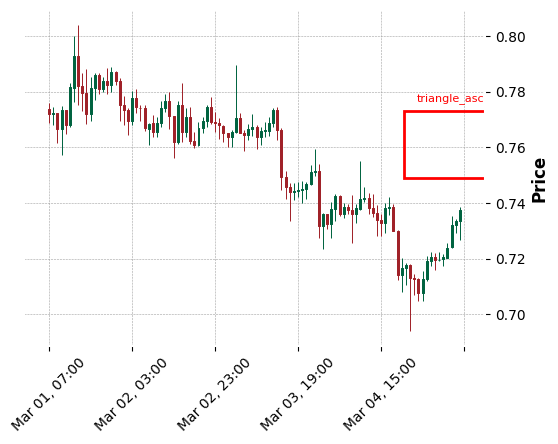 0.80
0.78
triangle_asc
0.76
0.74
0.72
0.70
Price
Mar 01, 07:00
Mar 02, 03:00
Mar 02, 23:00
Mar 03, 19:00
Mar 04, 15:00